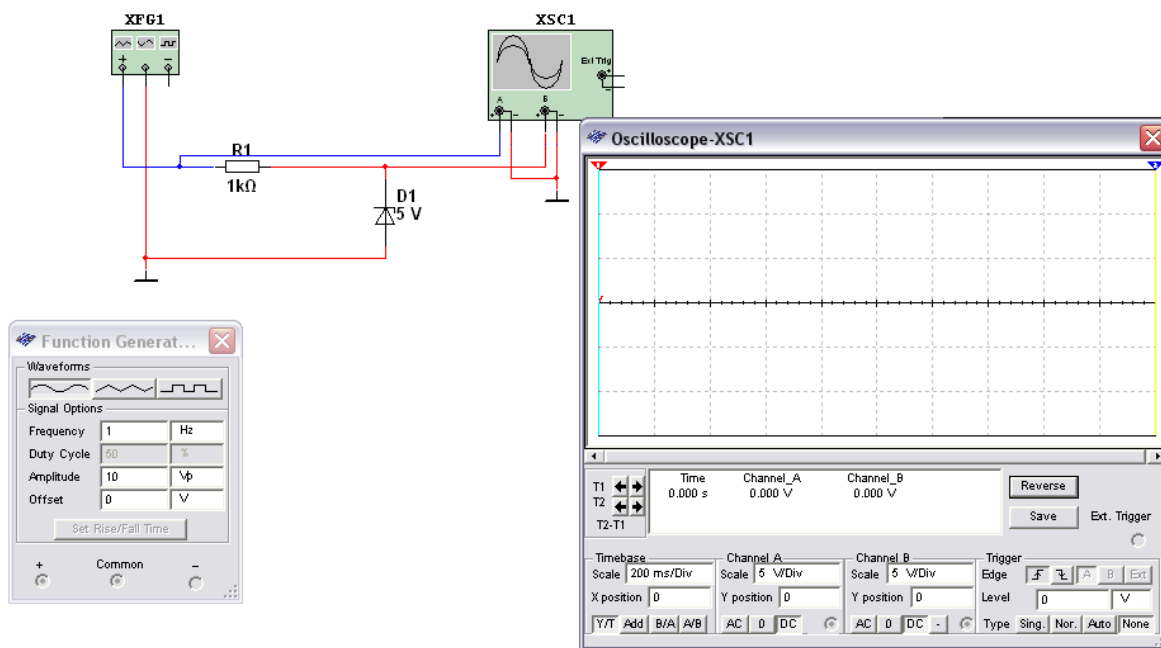 XFG1
XSC1
Ext Trig
A
B
R1
1kΩ
D1
5 V
Function Generat...
Waveforms
Signal Options
Frequency 1 Hz
Duty Cycle 50 %
Amplitude 10 Vp
Offset 0 V
Set Rise/Fall Time
+ Common −
Oscilloscope-XSC1
1 2
T1
T2
T2-T1
Time Channel_A Channel_B
0.000 s 0.000 V 0.000 V
Reverse
Save
Ext. Trigger
Timebase
Scale 200 ms/Div
X position 0
Y/T Add B/A A/B
Channel A
Scale 5 V/Div
Y position 0
AC 0 DC
Channel B
Scale 5 V/Div
Y position 0
AC 0 DC -
Trigger
Edge A B Ext
Level 0 V
Type Sing. Nor. Auto None